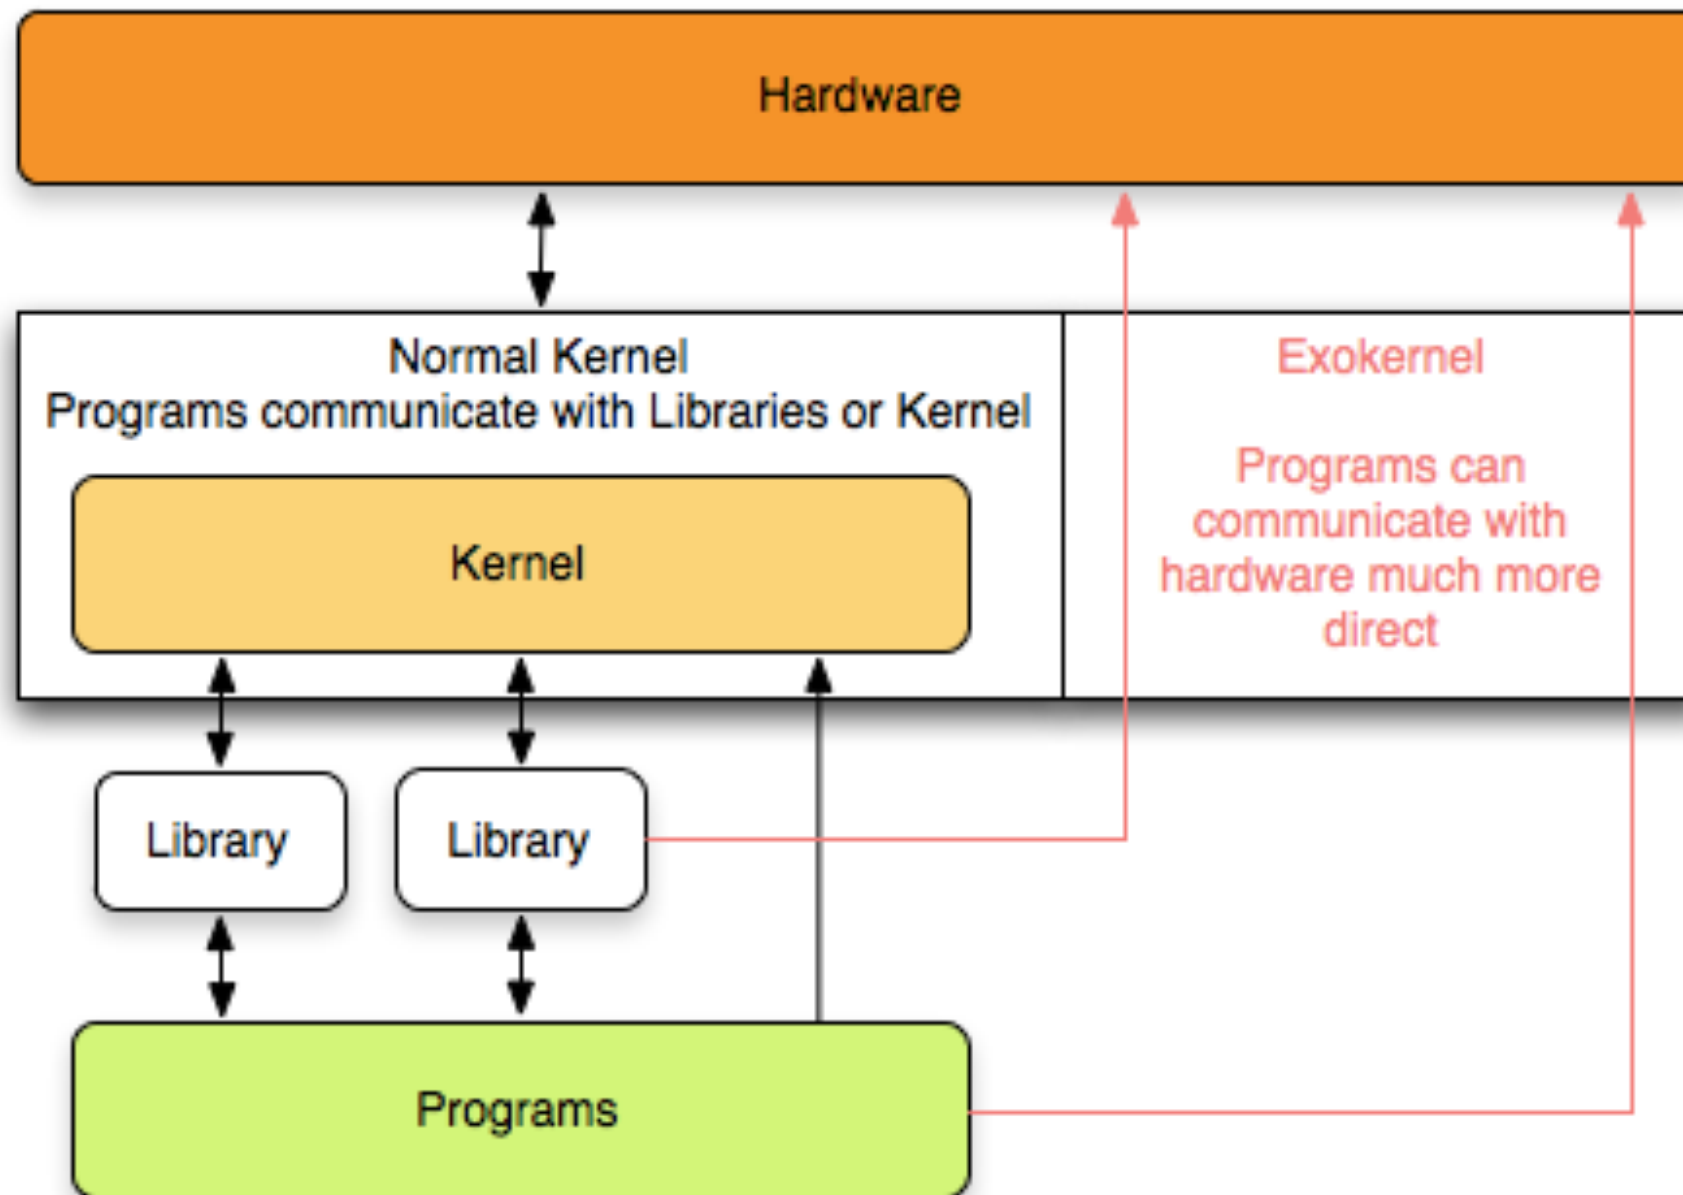 Hardware
Normal Kernel
Programs communicate with Libraries or Kernel
Kernel
Exokernel
Programs can
communicate with
hardware much more
direct
Library
Library
Programs